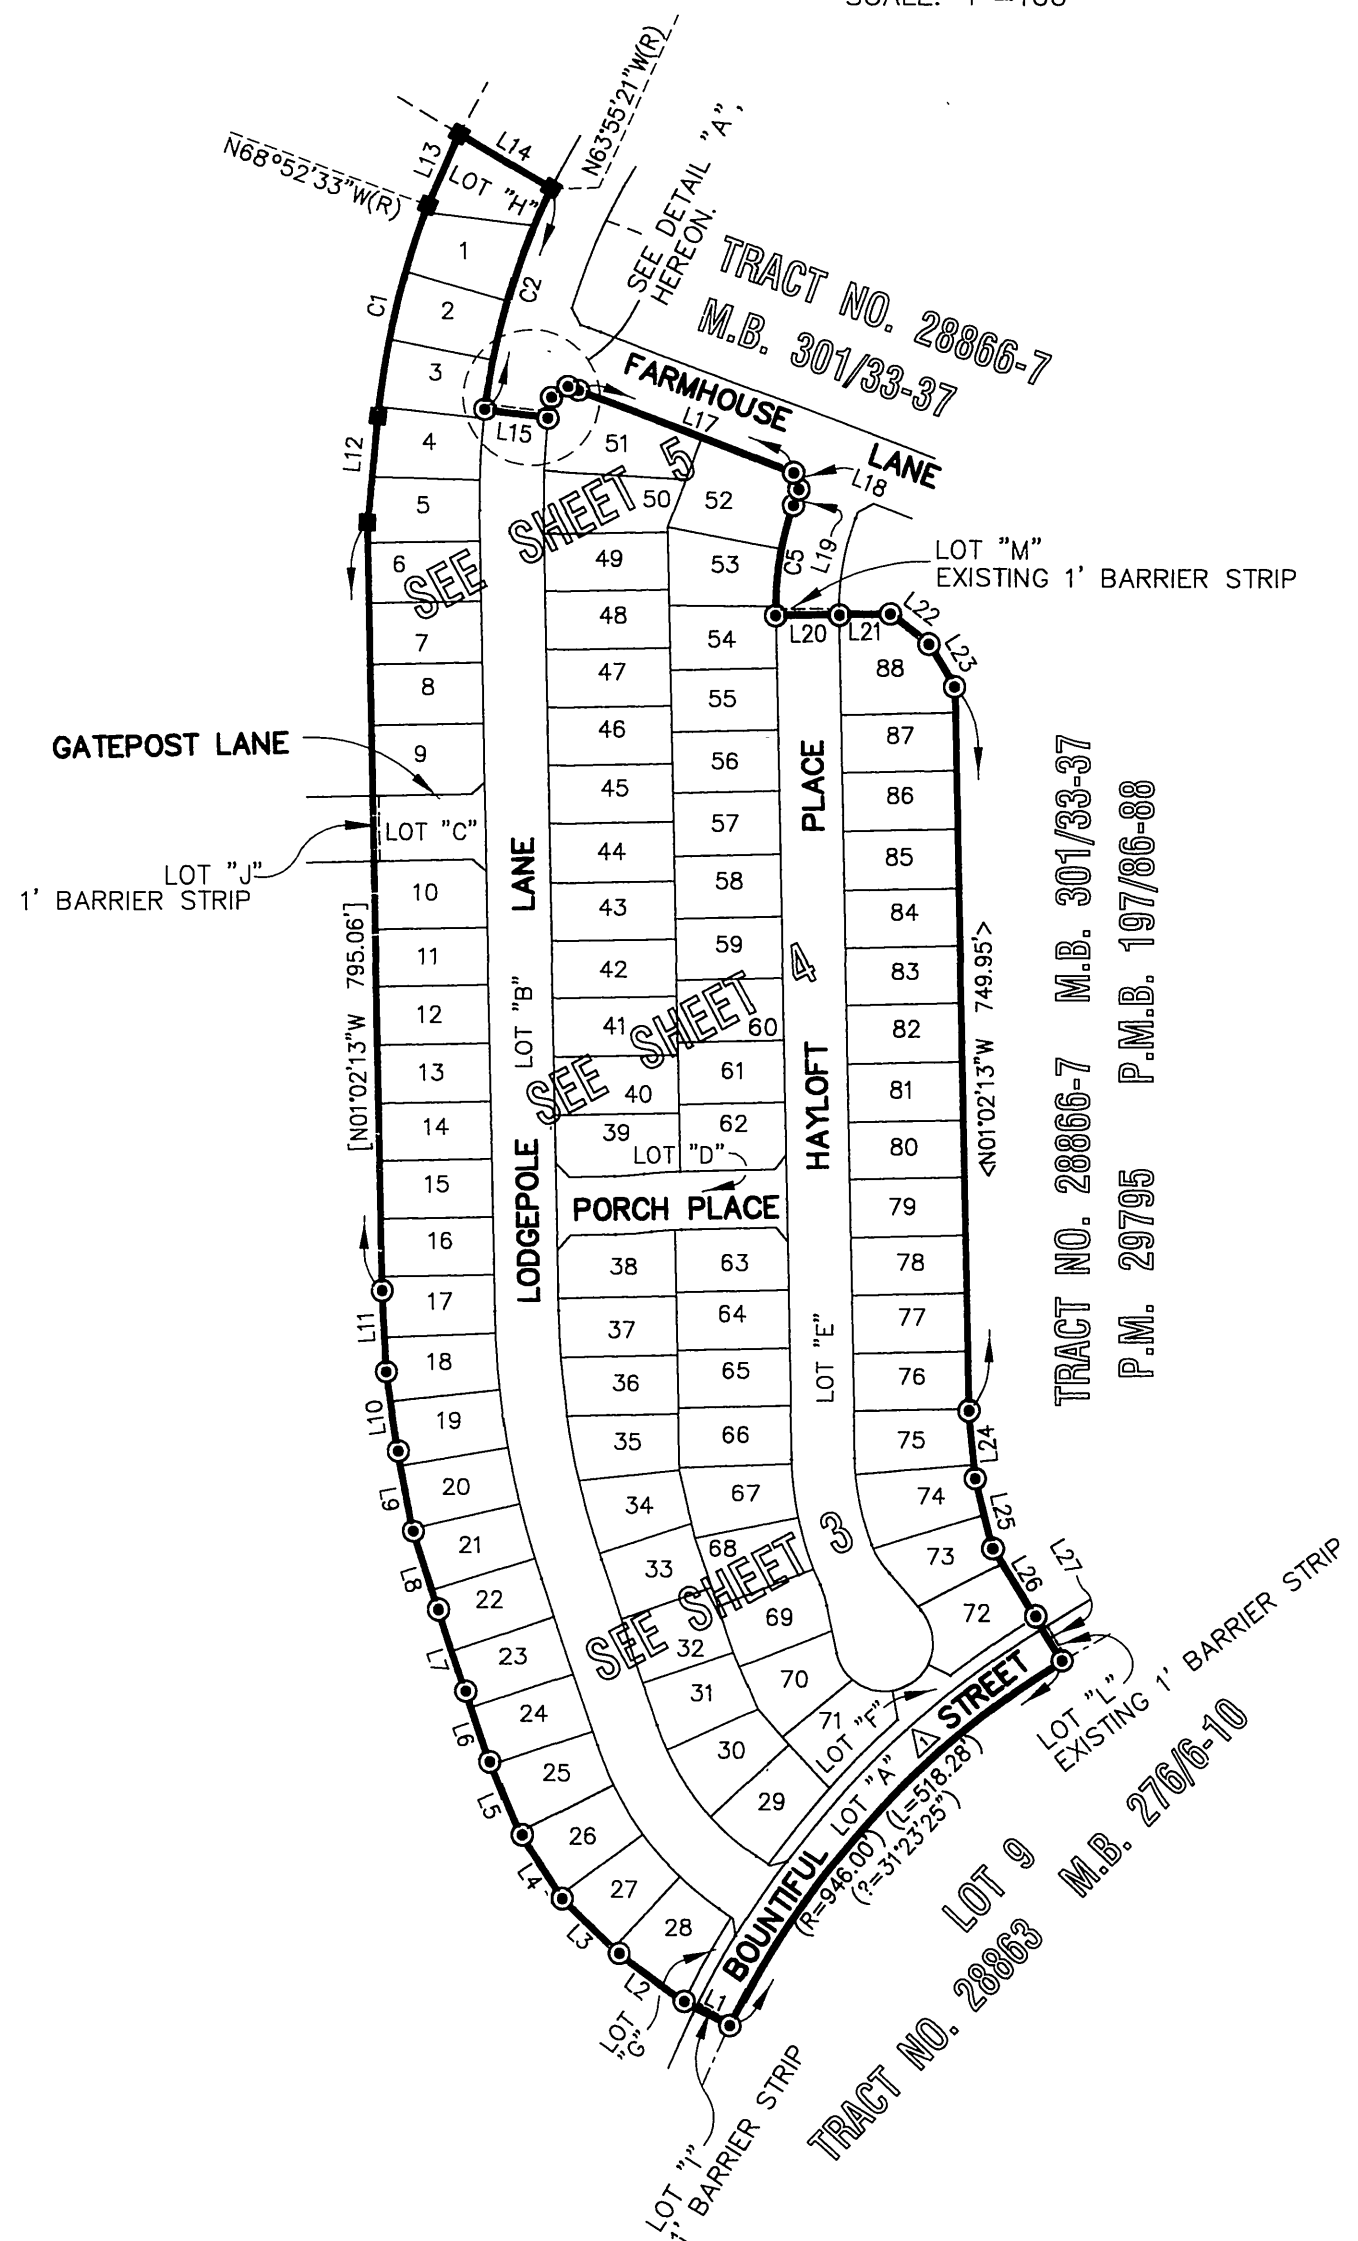 N63°55'21"W(R)
L14
L13
N68°52'33"W(R)
LOT "H"
SEE DETAIL "A",
HEREON.
1
C2
C1
2
3
TRACT NO. 28866-7
M.B. 301/33-37
FARMHOUSE LANE
L17
L15
L12
4
51
SEE SHEET 5
50
52
L18
5
L19
C5
6
49
53
LOT "M"
EXISTING 1' BARRIER STRIP
48
L20
L21
L22
L23
7
54
88
47
8
55
46
87
GATEPOST LANE
9
56
45
86
PLACE
LOT "C"
57
LOT "J"
1' BARRIER STRIP
44
85
LANE
58
10
43
84
[N01°02'13"W 795.06']
59
11
42
4
83
<N01°02'13"W 749.95'>
TRACT NO. 28866-7 M.B. 301/33-37
P.M. 29795 P.M.B. 197/86-88
LOT "B"
12
41
SEE SHEET
60
82
13
61
81
40
HAYLOFT
14
39
62
80
LOT "D"
15
LODGEPOLE
PORCH PLACE
79
16
38
63
78
17
37
64
77
L11
LOT "E"
18
36
65
76
L10
19
35
66
75
L24
20
34
67
74
L9
L25
21
33
68
SEE SHEET 3
73
L8
22
69
72
L26
L27
23
32
L7
31
70
LOT "F"
STREET
LOT "L"
EXISTING 1' BARRIER STRIP
24
71
1
L6
30
25
29
LOT "A"
L5
26
BOUNTIFUL
(R=946.00') (L=518.28')
(?=31°23'25")
L4
27
L3
28
LOT 9
TRACT NO. 28863 M.B. 276/6-10
L2
L1
LOT
"G"
LOT "I"
1' BARRIER STRIP